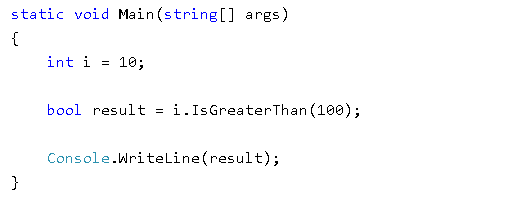 static void Main(string[] args)
{
    int i = 10;
    bool result = i.IsGreaterThan(100);
    Console.WriteLine(result);
}